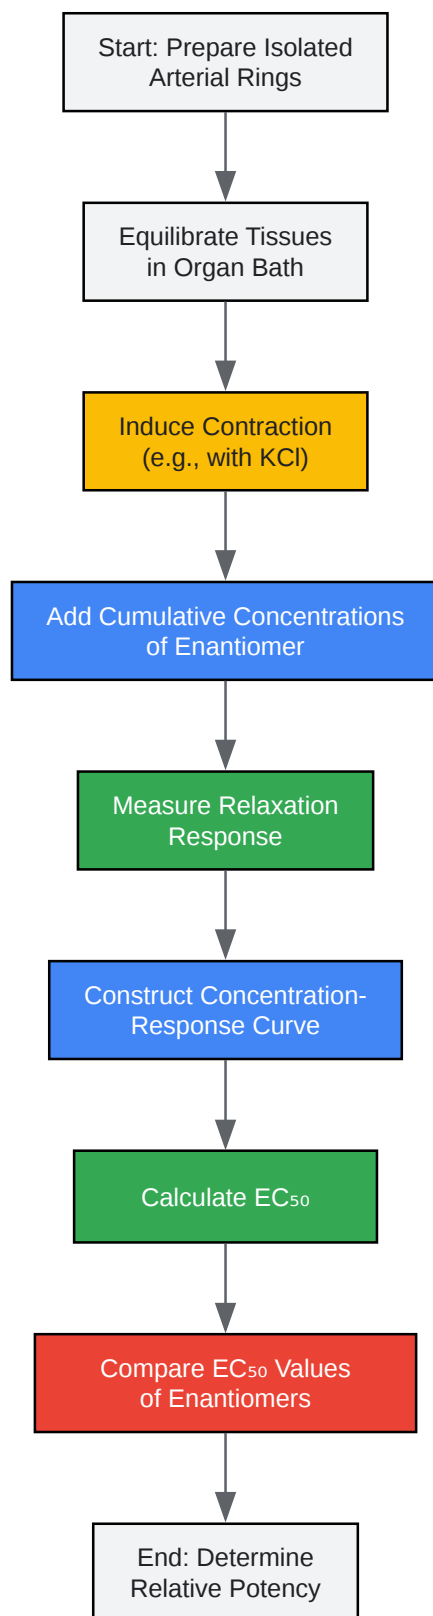 Start: Prepare Isolated
Arterial Rings
Equilibrate Tissues
in Organ Bath
Induce Contraction
(e.g., with KCl)
Add Cumulative Concentrations
of Enantiomer
Measure Relaxation
Response
Construct Concentration-
Response Curve
Calculate EC₅₀
Compare EC₅₀ Values
of Enantiomers
End: Determine
Relative Potency